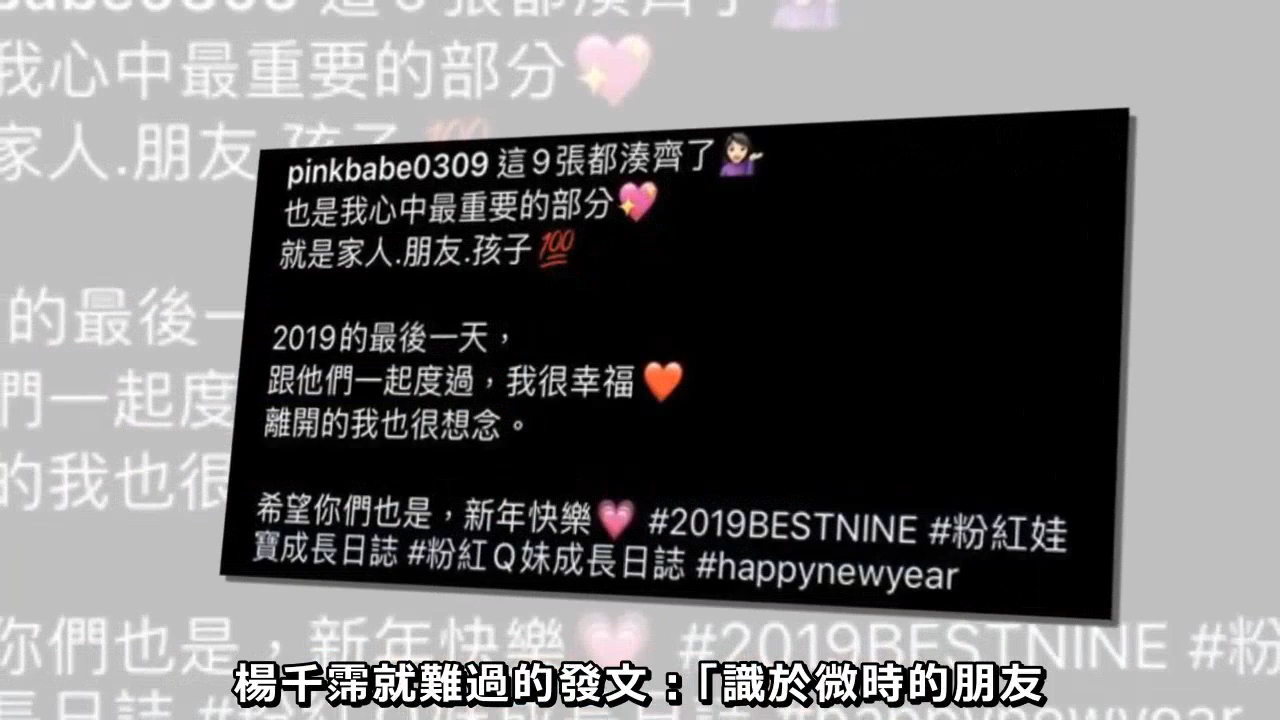 pinkbabe0309 這9張都湊齊了💁🏻‍♀️
也是我心中最重要的部分💖
就是家人.朋友.孩子💯
2019的最後一天，
跟他們一起度過，我很幸福❤️
離開的我也很想念。
希望你們也是，新年快樂💗 #2019BESTNINE #粉紅娃
寶成長日誌 #粉紅Q妹成長日誌 #happynewyear
楊千霈就難過的發文：「識於微時的朋友